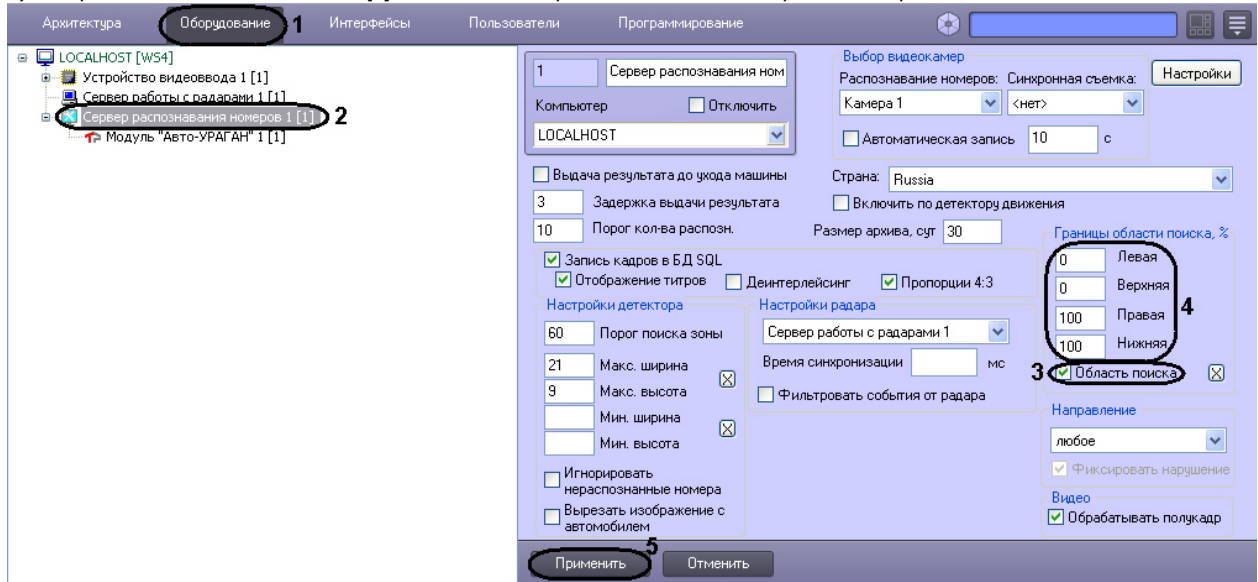 Архитектура Оборудование 1 Интерфейсы Пользователи Программирование
LOCALHOST [WS4]
Устройство видеоввода 1 [1]
Сервер работы с радарами 1 [1]
Сервер распознавания номеров 1 [1] 2
Модуль "Авто-УРАГАН" 1 [1]
1 Сервер распознавания ном
Компьютер Отключить
LOCALHOST
Выбор видеокамер
Распознавание номеров: Синхронная съемка: Настройки
Камера 1 <нет>
Автоматическая запись 10 с
Выдача результата до ухода машины
Страна: Russia
3 Задержка выдачи результата
Включить по детектору движения
10 Порог кол-ва распозн.
Размер архива, сут 30
Границы области поиска, %
0 Левая
0 Верхняя
100 Правая
100 Нижняя
4
3 Область поиска
Запись кадров в БД SQL
Отображение титров Деинтерлейсинг Пропорции 4:3
Настройки детектора
60 Порог поиска зоны
21 Макс. ширина
9 Макс. высота
Мин. ширина
Мин. высота
Игнорировать
нераспознанные номера
Вырезать изображение с
автомобилем
Настройки радара
Сервер работы с радарами 1
Время синхронизации мс
Фильтровать события от радара
Направление
любое
Фиксировать нарушение
Видео
Обрабатывать полукадр
Применить 5 Отменить